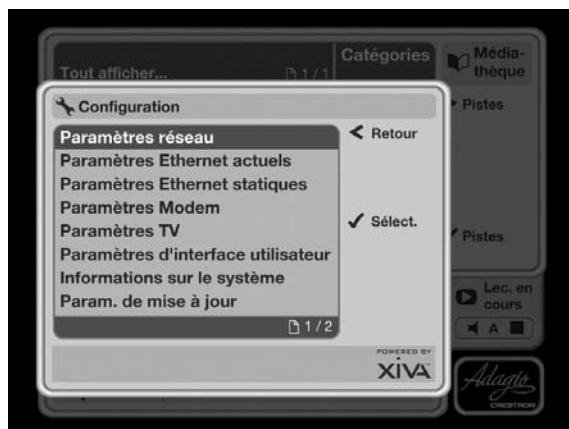 Tout afficher...
1/1
Catégories
Média-
thèque
Pistes
Configuration
Paramètres réseau
Paramètres Ethernet actuels
Paramètres Ethernet statiques
Paramètres Modem
Paramètres TV
Paramètres d'interface utilisateur
Informations sur le système
Param. de mise à jour
1/2
Retour
Sélect.
Pistes
Lec. en
cours
A
POWERED BY
XiVA
Adagio
CRESTRON